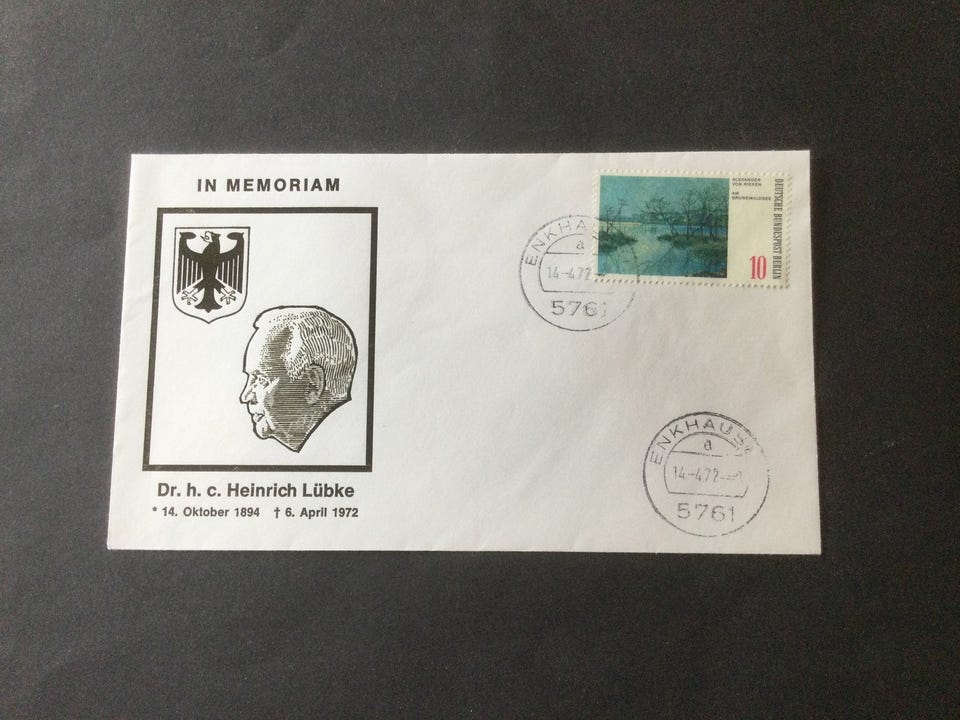 IN MEMORIAM
Dr. h. c. Heinrich Lübke
* 14. Oktober 1894 † 6. April 1972
ALEXANDER
VON RIESEN
AM
GRUNEWALDSEE
DEUTSCHE BUNDESPOST BERLIN
10
ENKHAUS
a
14-4.72
5761
ENKHAUS
a
14-4.72
5761